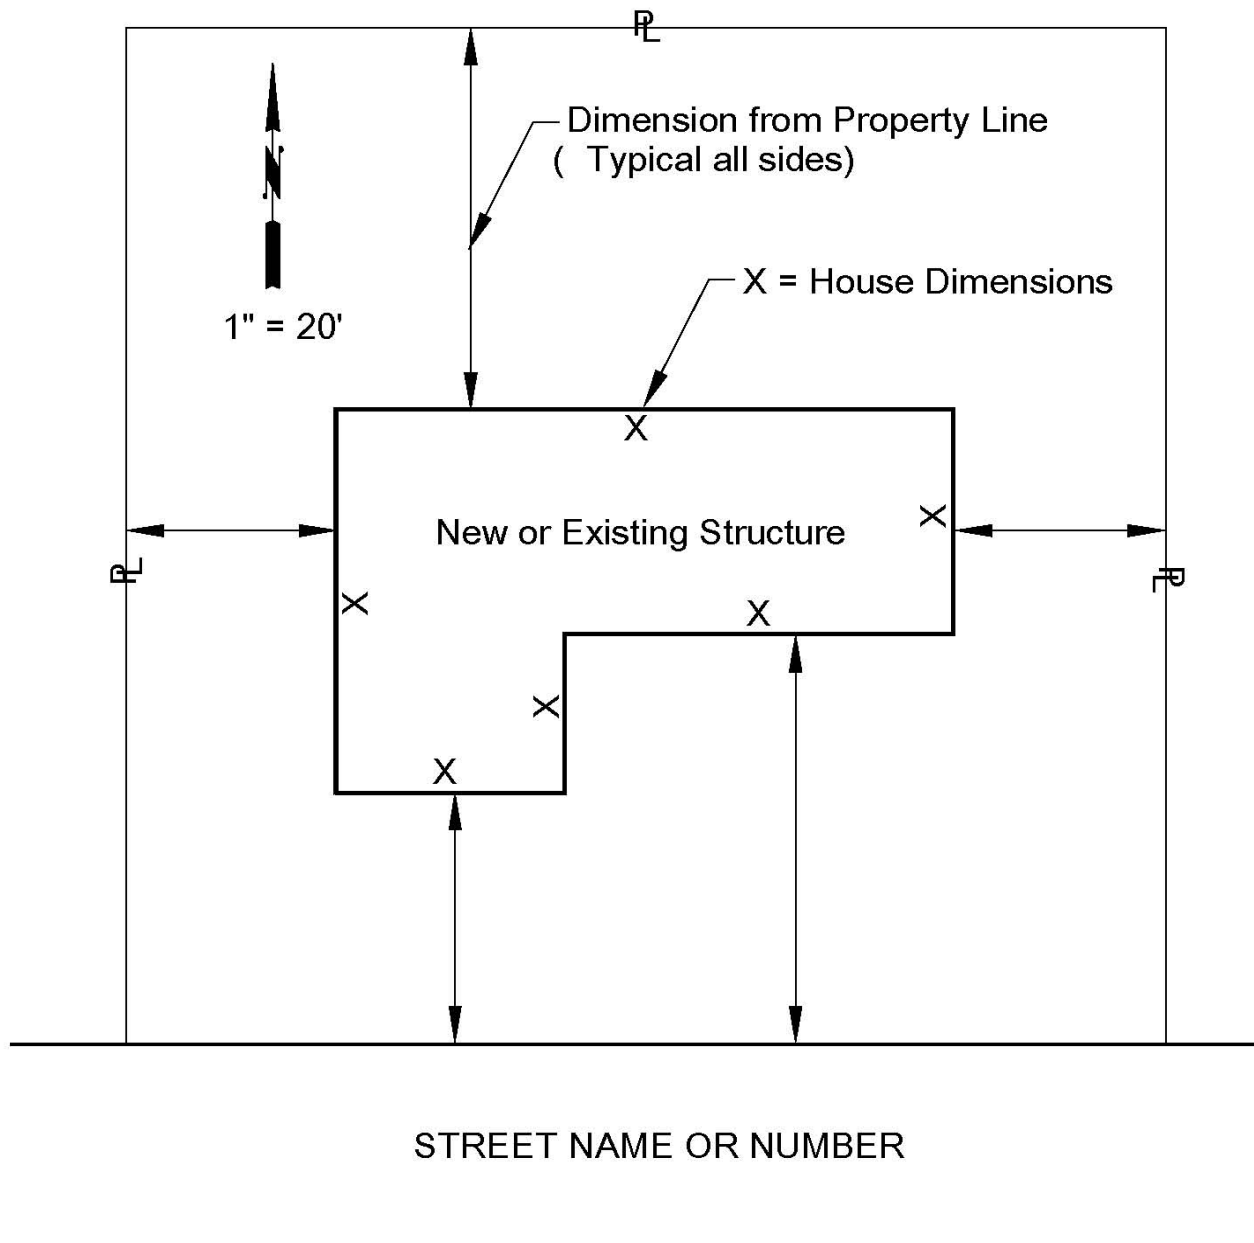 PL
Dimension from Property Line
( Typical all sides)
N
X = House Dimensions
1" = 20'
X
X
New or Existing Structure
PL
PL
X
X
X
X
STREET NAME OR NUMBER